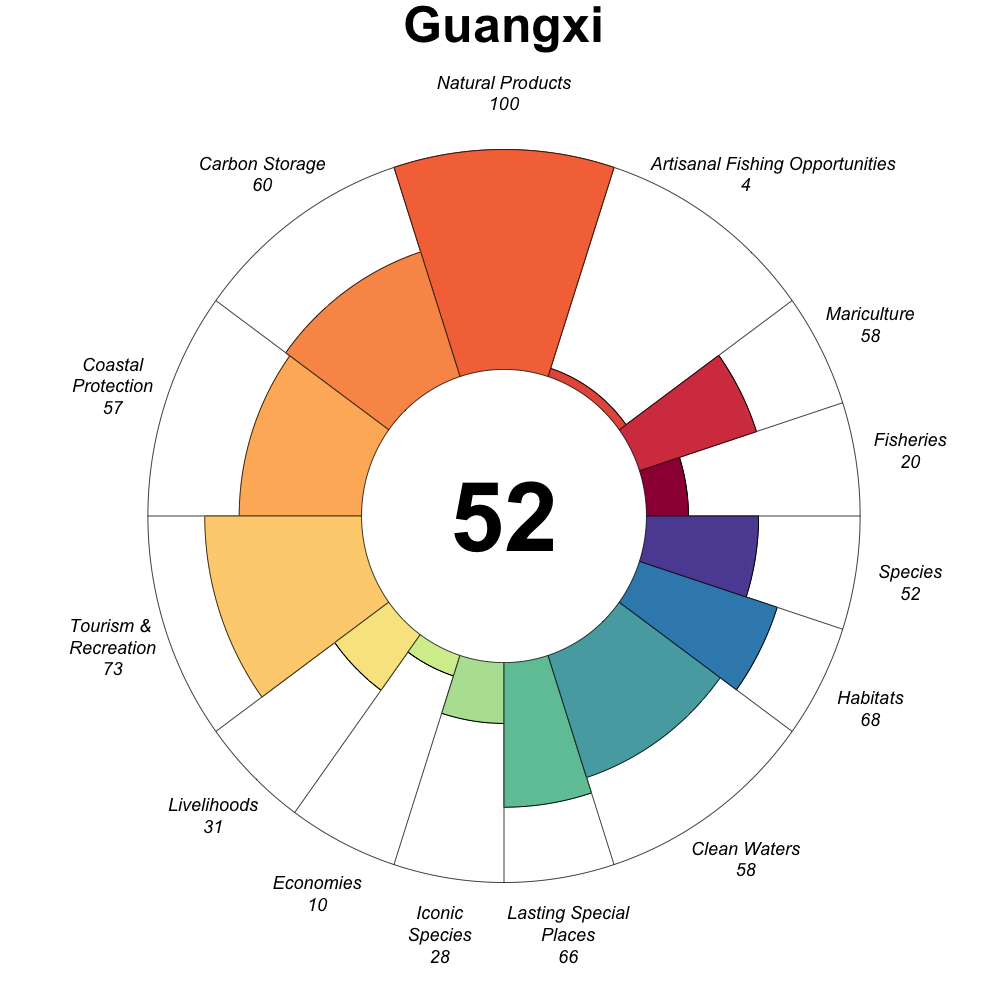 Guangxi
Natural Products
100
Carbon Storage
60
Artisanal Fishing Opportunities
4
Mariculture
58
Coastal
Protection
57
Fisheries
20
52
Species
52
Tourism &
Recreation
73
Habitats
68
Livelihoods
31
Clean Waters
58
Economies
10
Iconic
Species
28
Lasting Special
Places
66